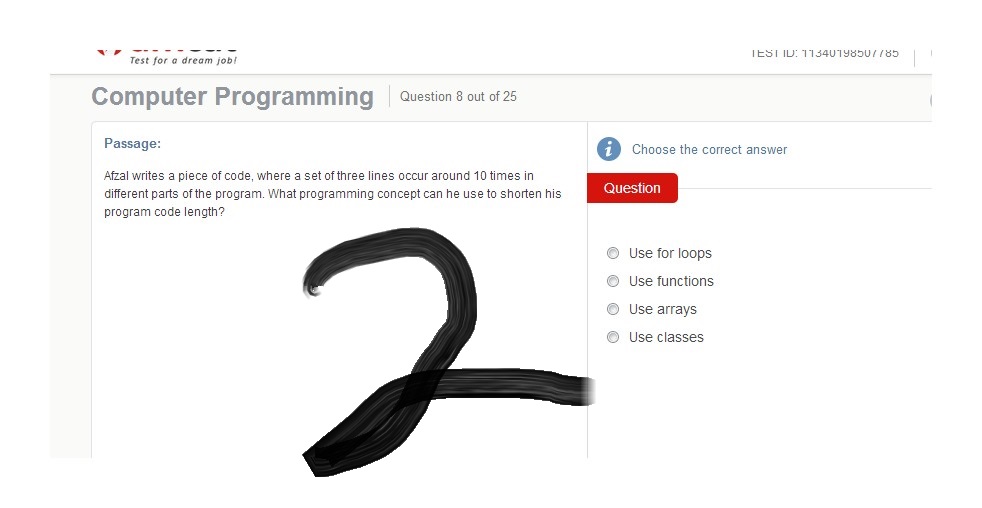 Test for a dream job!
TEST ID: 11340198507785
Computer Programming
Question 8 out of 25
Passage:
Afzal writes a piece of code, where a set of three lines occur around 10 times in
different parts of the program. What programming concept can he use to shorten his
program code length?
2
i
Choose the correct answer
Question
Use for loops
Use functions
Use arrays
Use classes